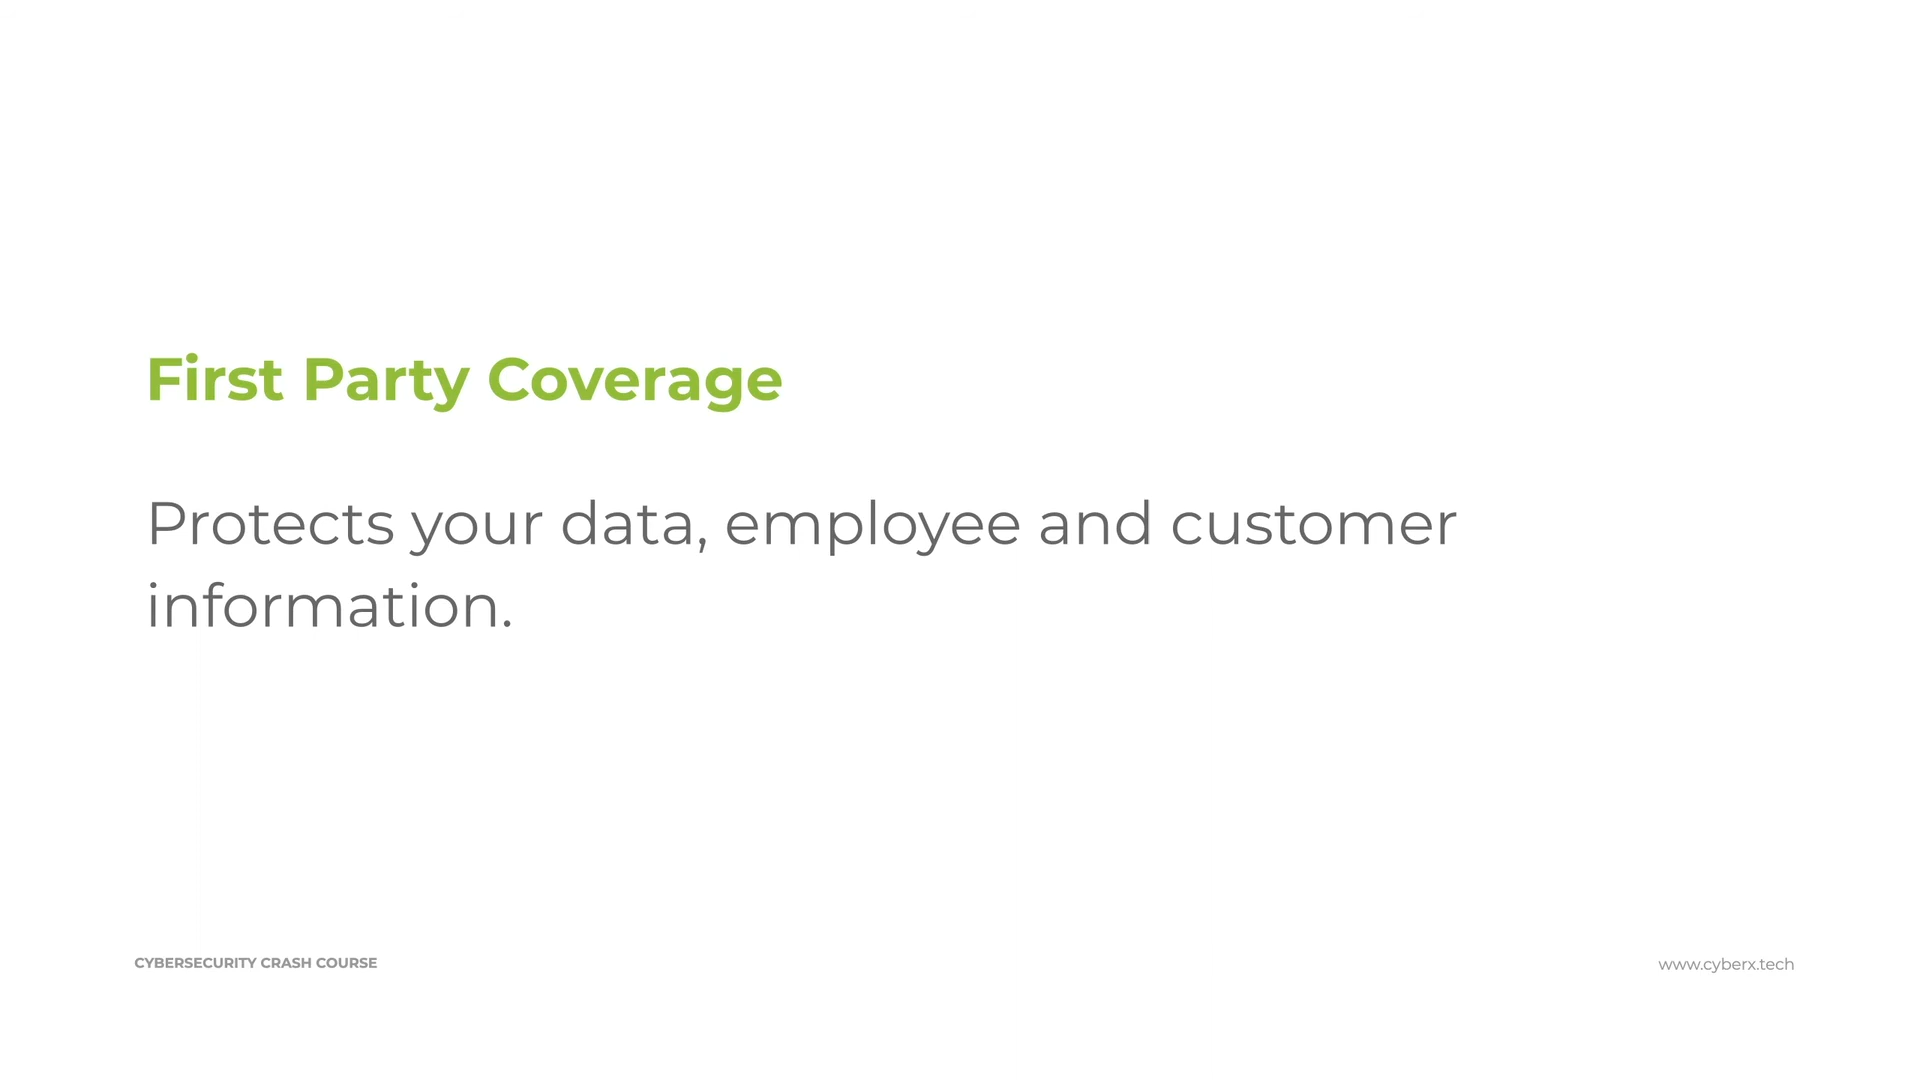 First Party Coverage
Protects your data, employee and customer
information.
CYBERSECURITY CRASH COURSE
www.cyberx.tech